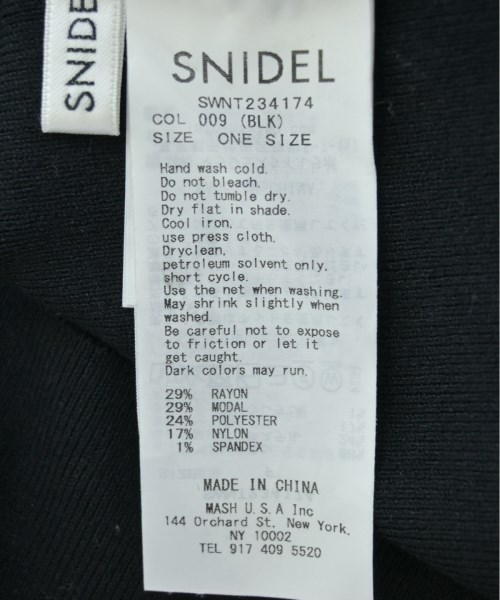 SNIDEL
SNIDEL
SWNT234174
COL 009 (BLK)
SIZE ONE SIZE
Hand wash cold.
Do not bleach.
Do not tumble dry.
Dry flat in shade.
Cool iron,
use press cloth.
Dryclean,
petroleum solvent only,
short cycle.
Use the net when washing.
May shrink slightly when
washed.
Be careful not to expose
to friction or let it
get caught.
Dark colors may run.
29% RAYON
29% MODAL
24% POLYESTER
17% NYLON
1% SPANDEX
MADE IN CHINA
MASH U.S.A Inc
144 Orchard St, New York,
NY 10002
TEL 917 409 5520